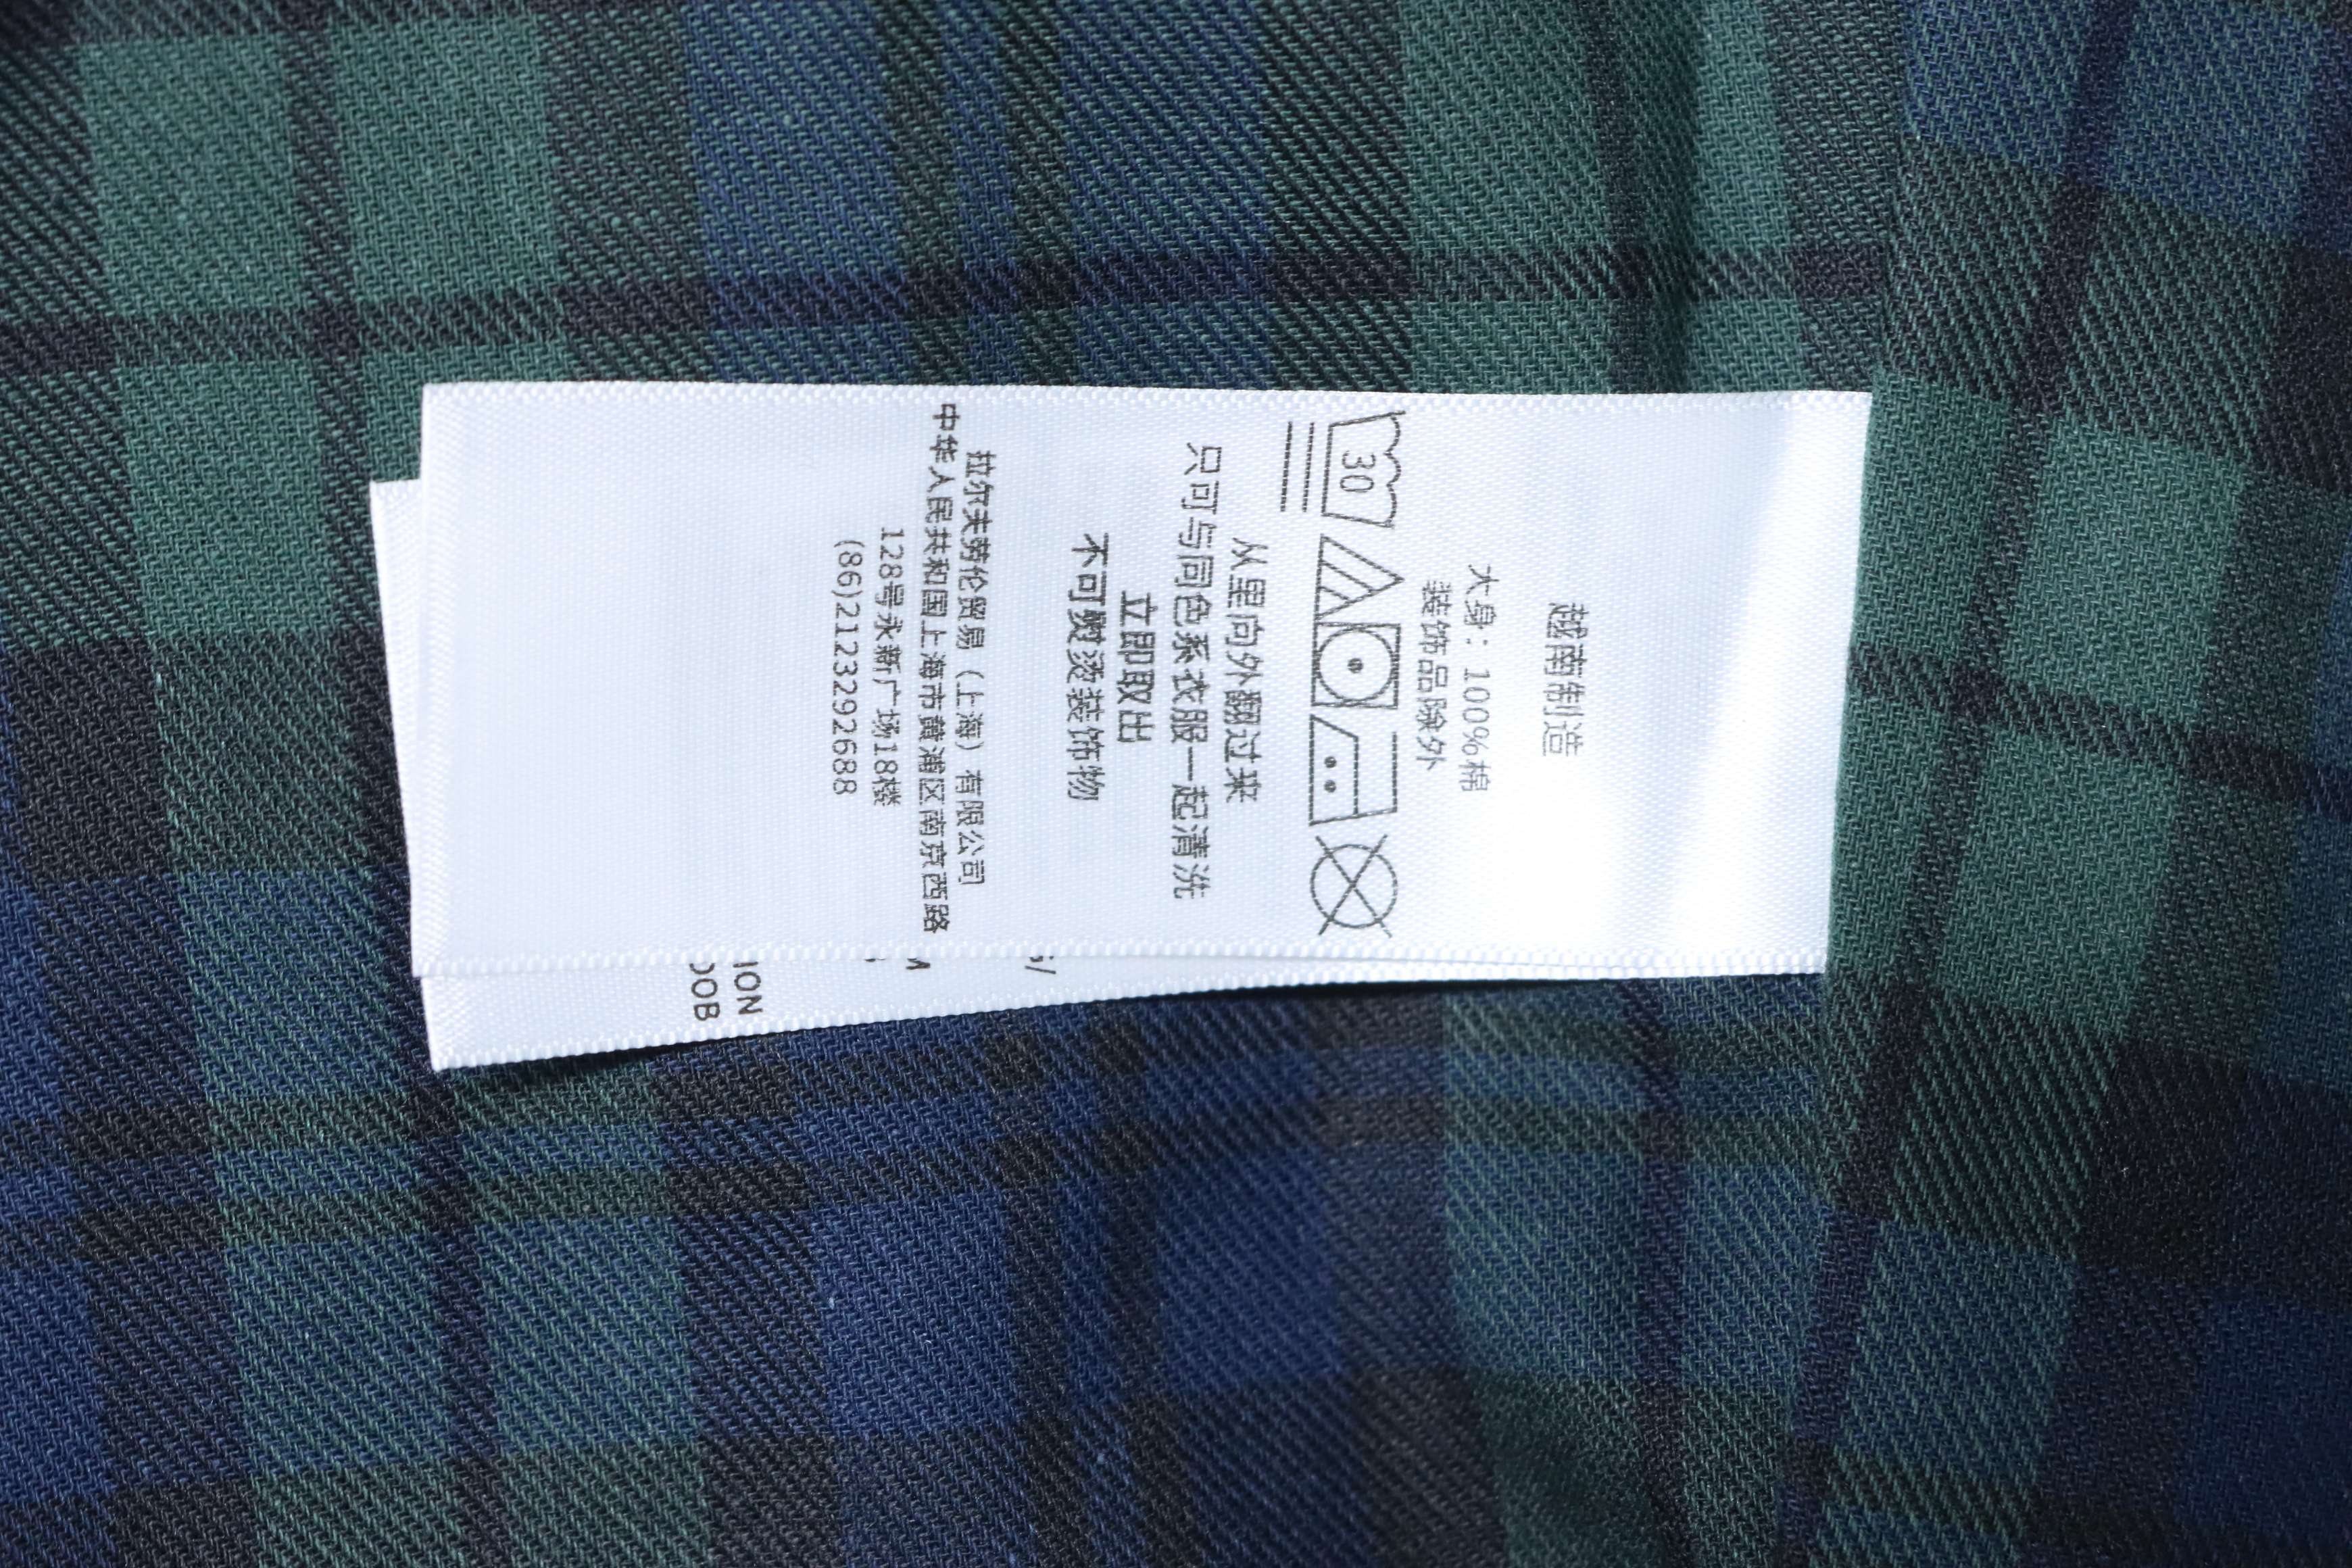 越南制造
大身: 100%棉
装饰品除外
30
从里向外翻过来
只可与同色系衣服一起清洗
立即取出
不可熨烫装饰物
拉尔夫劳伦贸易（上海）有限公司
中华人民共和国上海市黄浦区南京西路
128号永新广场18楼
(86)2123292688
ION
OOB